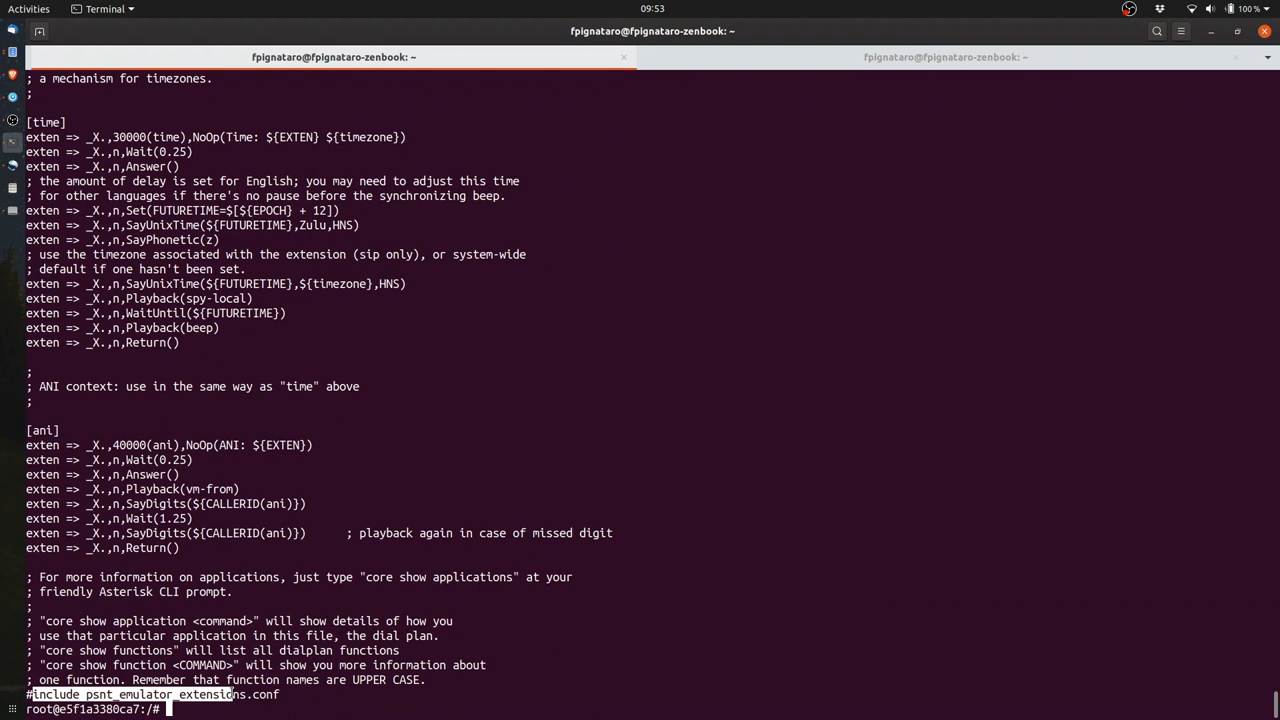 Activities
Terminal
09:53
100 %
fpignataro@fpignataro-zenbook: ~
fpignataro@fpignataro-zenbook: ~
fpignataro@fpignataro-zenbook: ~
; a mechanism for timezones.
;
[time]
exten => _X.,30000(time),NoOp(Time: ${EXTEN} ${timezone})
exten => _X.,n,Wait(0.25)
exten => _X.,n,Answer()
; the amount of delay is set for English; you may need to adjust this time
; for other languages if there's no pause before the synchronizing beep.
exten => _X.,n,Set(FUTURETIME=$[${EPOCH} + 12])
exten => _X.,n,SayUnixTime(${FUTURETIME},Zulu,HNS)
exten => _X.,n,SayPhonetic(z)
; use the timezone associated with the extension (sip only), or system-wide
; default if one hasn't been set.
exten => _X.,n,SayUnixTime(${FUTURETIME},${timezone},HNS)
exten => _X.,n,Playback(spy-local)
exten => _X.,n,WaitUntil(${FUTURETIME})
exten => _X.,n,Playback(beep)
exten => _X.,n,Return()
;
; ANI context: use in the same way as "time" above
;
[ani]
exten => _X.,40000(ani),NoOp(ANI: ${EXTEN})
exten => _X.,n,Wait(0.25)
exten => _X.,n,Answer()
exten => _X.,n,Playback(vm-from)
exten => _X.,n,SayDigits(${CALLERID(ani)})
exten => _X.,n,Wait(1.25)
exten => _X.,n,SayDigits(${CALLERID(ani)}) ; playback again in case of missed digit
exten => _X.,n,Return()
; For more information on applications, just type "core show applications" at your
; friendly Asterisk CLI prompt.
;
; "core show application <command>" will show details of how you
; use that particular application in this file, the dial plan.
; "core show functions" will list all dialplan functions
; "core show function <COMMAND>" will show you more information about
; one function. Remember that function names are UPPER CASE.
#include psnt_emulator_extensions.conf
root@e5f1a3380ca7:/#